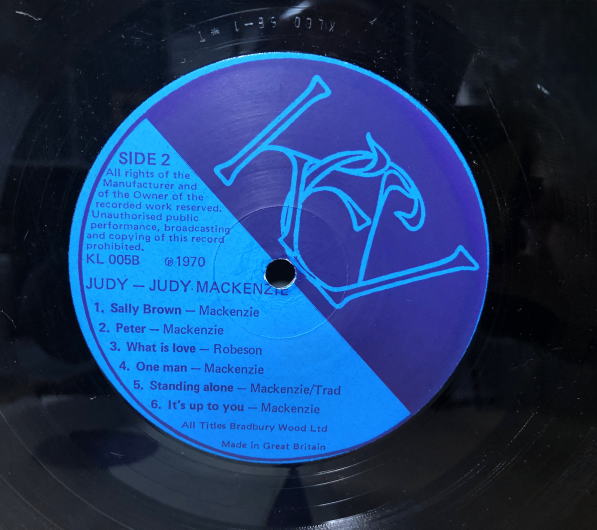 SIDE 2
All rights of the
Manufacturer and
of the Owner of the
recorded work reserved.
Unauthorised public
performance, broadcasting
and copying of this record
prohibited.
KL 005B ℗ 1970
JUDY — JUDY MACKENZIE
1. Sally Brown — Mackenzie
2. Peter — Mackenzie
3. What is love — Robeson
4. One man — Mackenzie
5. Standing alone — Mackenzie/Trad
6. It's up to you — Mackenzie
All Titles Bradbury Wood Ltd
Made in Great Britain